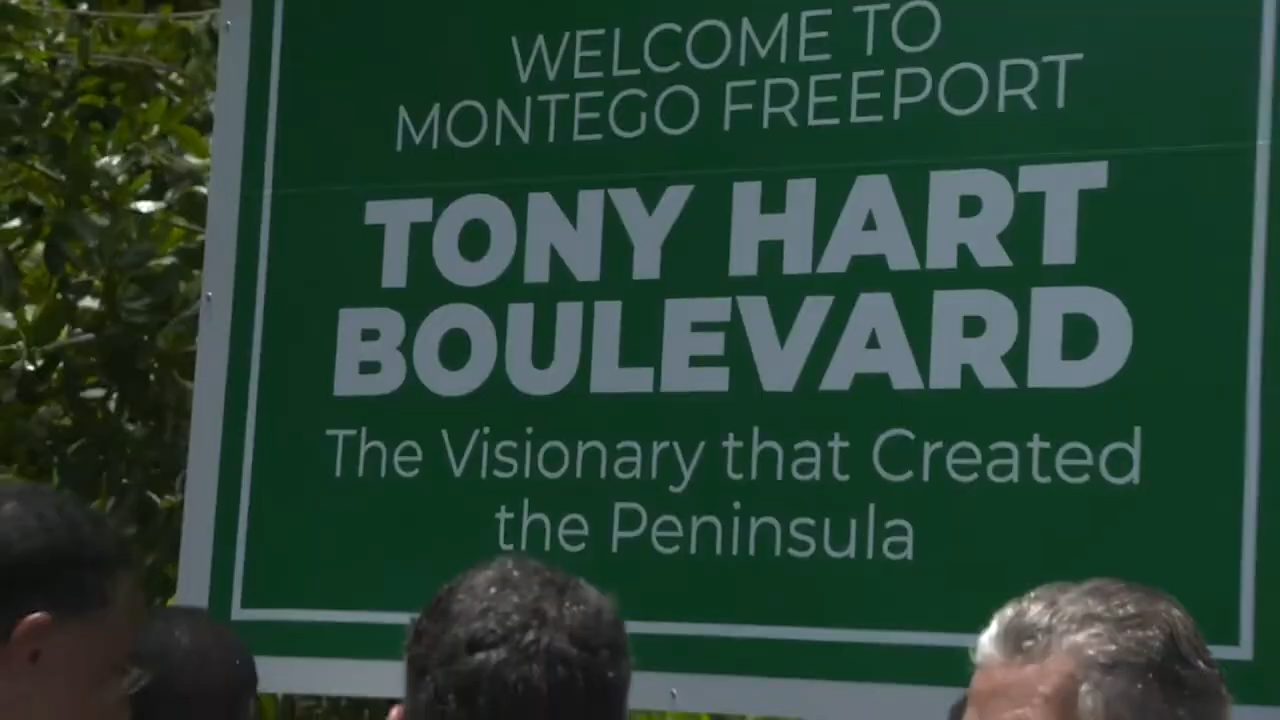 WELCOME TO
MONTEGO FREEPORT
TONY HART
BOULEVARD
The Visionary that Created
the Peninsula